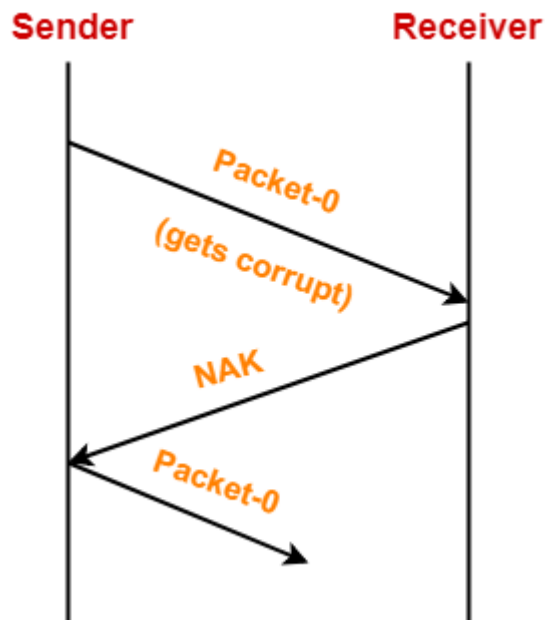 Sender
Receiver
Packet-0
(gets corrupt)
NAK
Packet-0